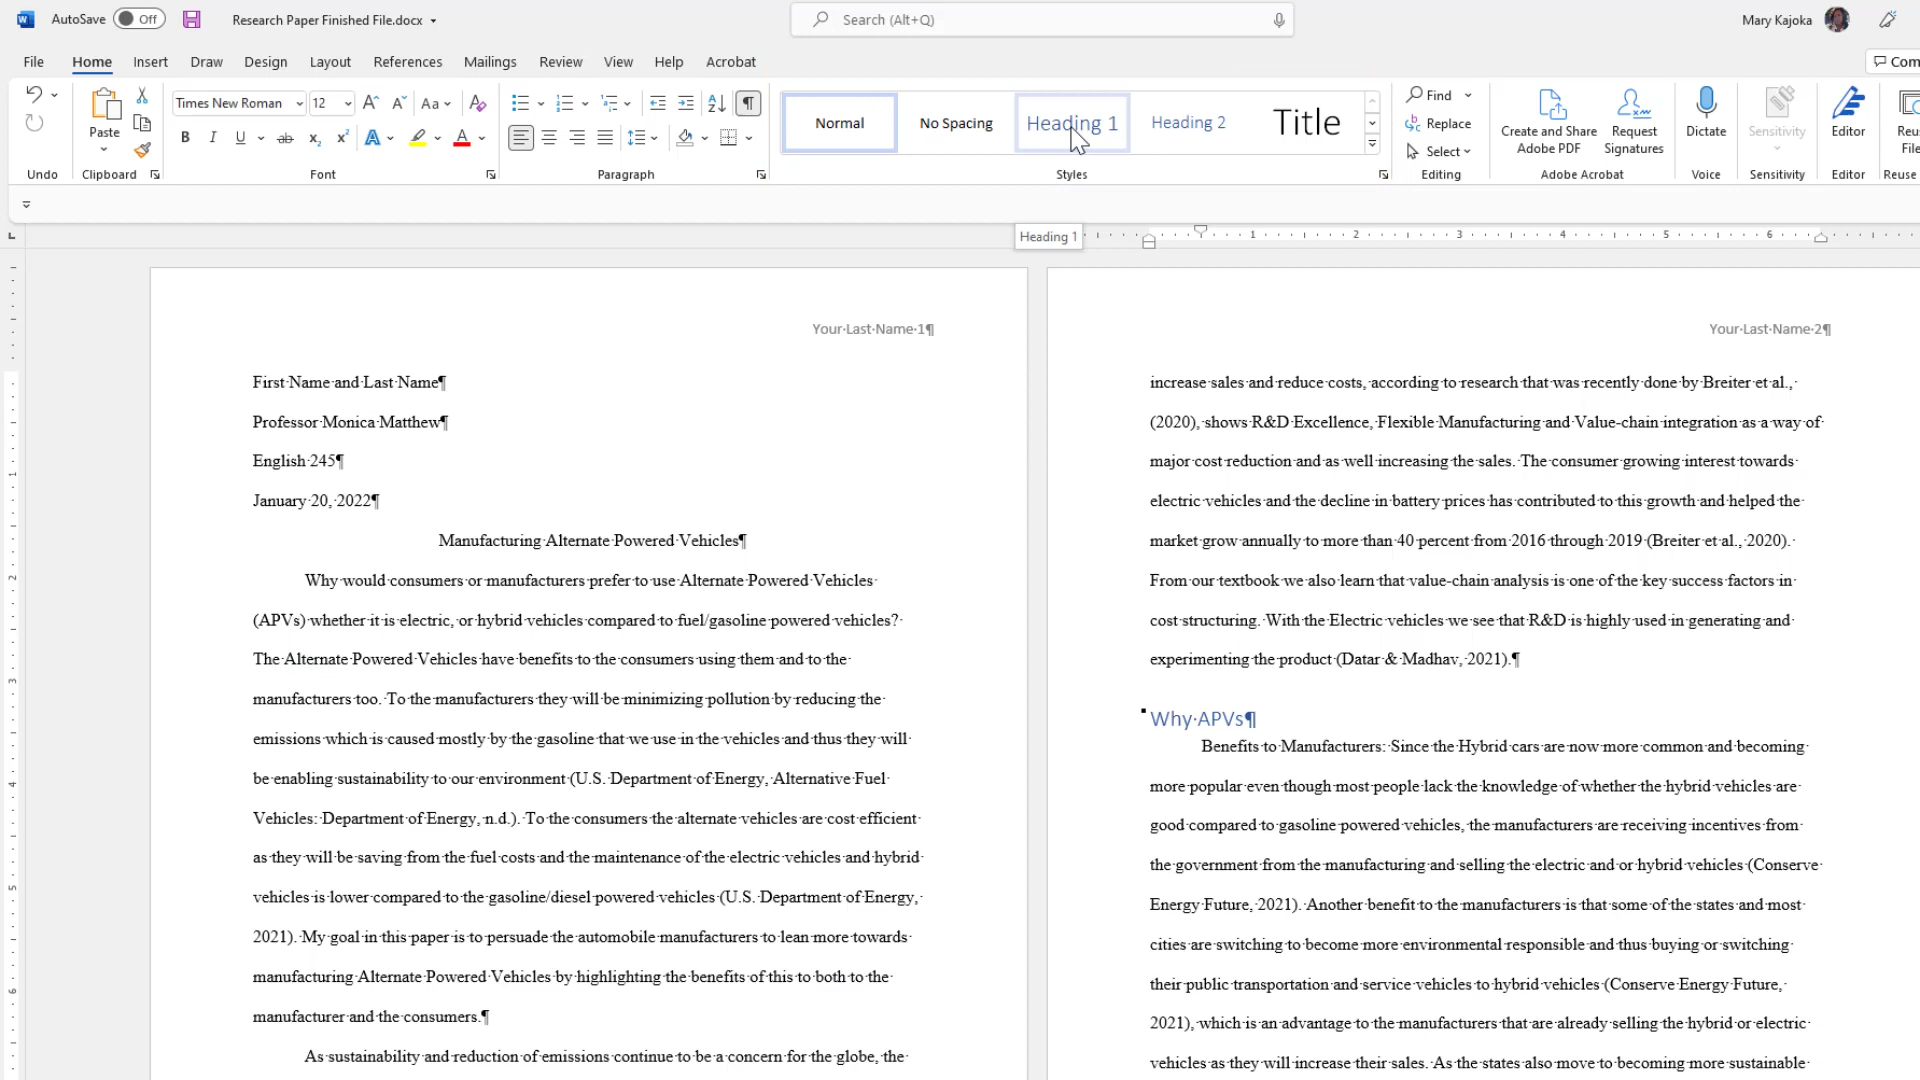 AutoSave Off Research Paper Finished File.docx Search (Alt+Q) Mary Kajoka
File Home Insert Draw Design Layout References Mailings Review View Help Acrobat Com
Times New Roman 12 Aa
Paste
B I U ab x₂ x² A A
Normal No Spacing Heading 1 Heading 2 Title
Find
Replace
Select
Create and Share Adobe PDF
Request Signatures
Dictate
Sensitivity
Editor
Reus
File
Undo Clipboard Font Paragraph Styles Editing Adobe Acrobat Voice Sensitivity Editor Reuse
Heading 1
1 2 3 4 5 6
Your Last Name 1¶
First Name and Last Name¶
Professor Monica Matthew¶
English 245¶
January 20, 2022¶
Manufacturing Alternate Powered Vehicles¶
Why would consumers or manufacturers prefer to use Alternate Powered Vehicles
(APVs) whether it is electric, or hybrid vehicles compared to fuel/gasoline powered vehicles?
The Alternate Powered Vehicles have benefits to the consumers using them and to the
manufacturers too. To the manufacturers they will be minimizing pollution by reducing the
emissions which is caused mostly by the gasoline that we use in the vehicles and thus they will
be enabling sustainability to our environment (U.S. Department of Energy, Alternative Fuel
Vehicles: Department of Energy, n.d.). To the consumers the alternate vehicles are cost efficient
as they will be saving from the fuel costs and the maintenance of the electric vehicles and hybrid
vehicles is lower compared to the gasoline/diesel powered vehicles (U.S. Department of Energy,
2021). My goal in this paper is to persuade the automobile manufacturers to lean more towards
manufacturing Alternate Powered Vehicles by highlighting the benefits of this to both to the
manufacturer and the consumers.¶
As sustainability and reduction of emissions continue to be a concern for the globe, the
Your Last Name 2¶
increase sales and reduce costs, according to research that was recently done by Breiter et al.,
(2020), shows R&D Excellence, Flexible Manufacturing and Value-chain integration as a way of
major cost reduction and as well increasing the sales. The consumer growing interest towards
electric vehicles and the decline in battery prices has contributed to this growth and helped the
market grow annually to more than 40 percent from 2016 through 2019 (Breiter et al., 2020).
From our textbook we also learn that value-chain analysis is one of the key success factors in
cost structuring. With the Electric vehicles we see that R&D is highly used in generating and
experimenting the product (Datar & Madhav, 2021).¶
Why APVs¶
Benefits to Manufacturers: Since the Hybrid cars are now more common and becoming
more popular even though most people lack the knowledge of whether the hybrid vehicles are
good compared to gasoline powered vehicles, the manufacturers are receiving incentives from
the government from the manufacturing and selling the electric and or hybrid vehicles (Conserve
Energy Future, 2021). Another benefit to the manufacturers is that some of the states and most
cities are switching to become more environmental responsible and thus buying or switching
their public transportation and service vehicles to hybrid vehicles (Conserve Energy Future,
2021), which is an advantage to the manufacturers that are already selling the hybrid or electric
vehicles as they will increase their sales. As the states also move to becoming more sustainable